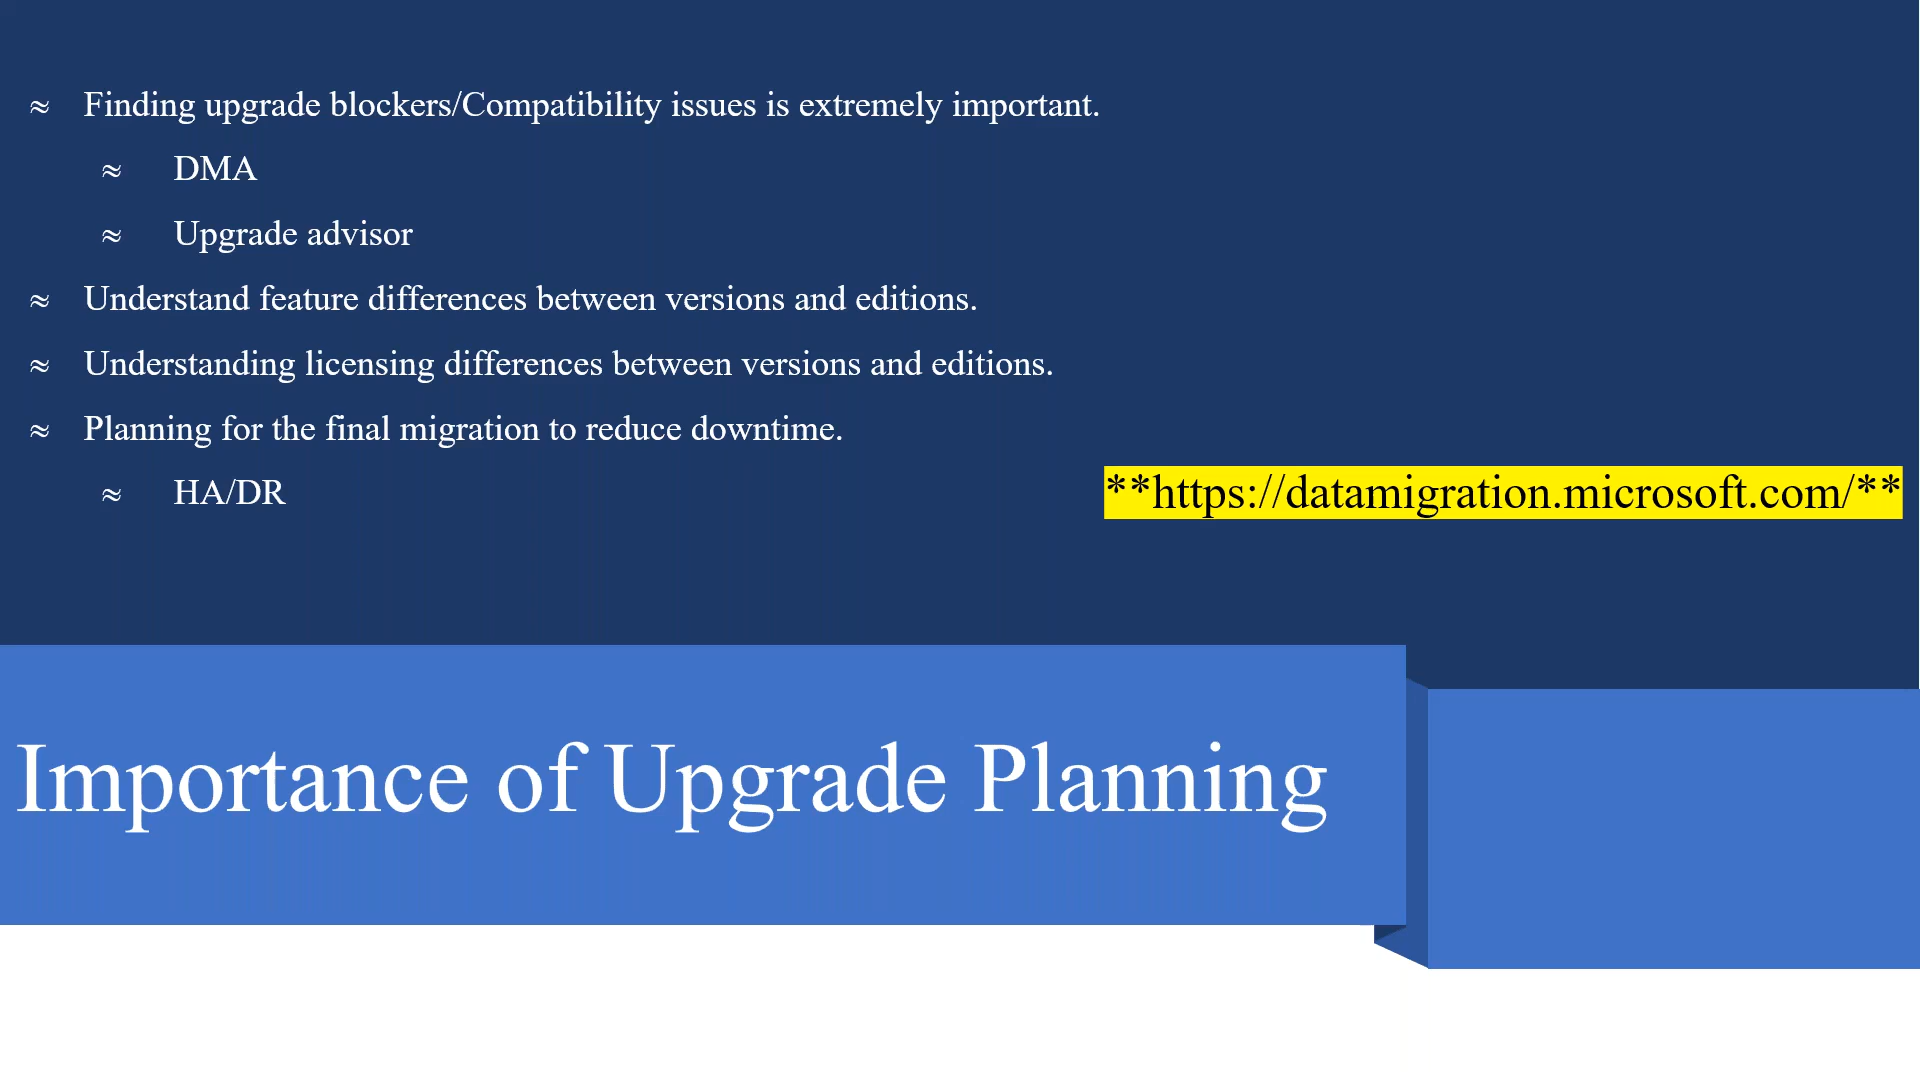 ≈ Finding upgrade blockers/Compatibility issues is extremely important.
≈ DMA
≈ Upgrade advisor
≈ Understand feature differences between versions and editions.
≈ Understanding licensing differences between versions and editions.
≈ Planning for the final migration to reduce downtime.
≈ HA/DR
**https://datamigration.microsoft.com/**
Importance of Upgrade Planning